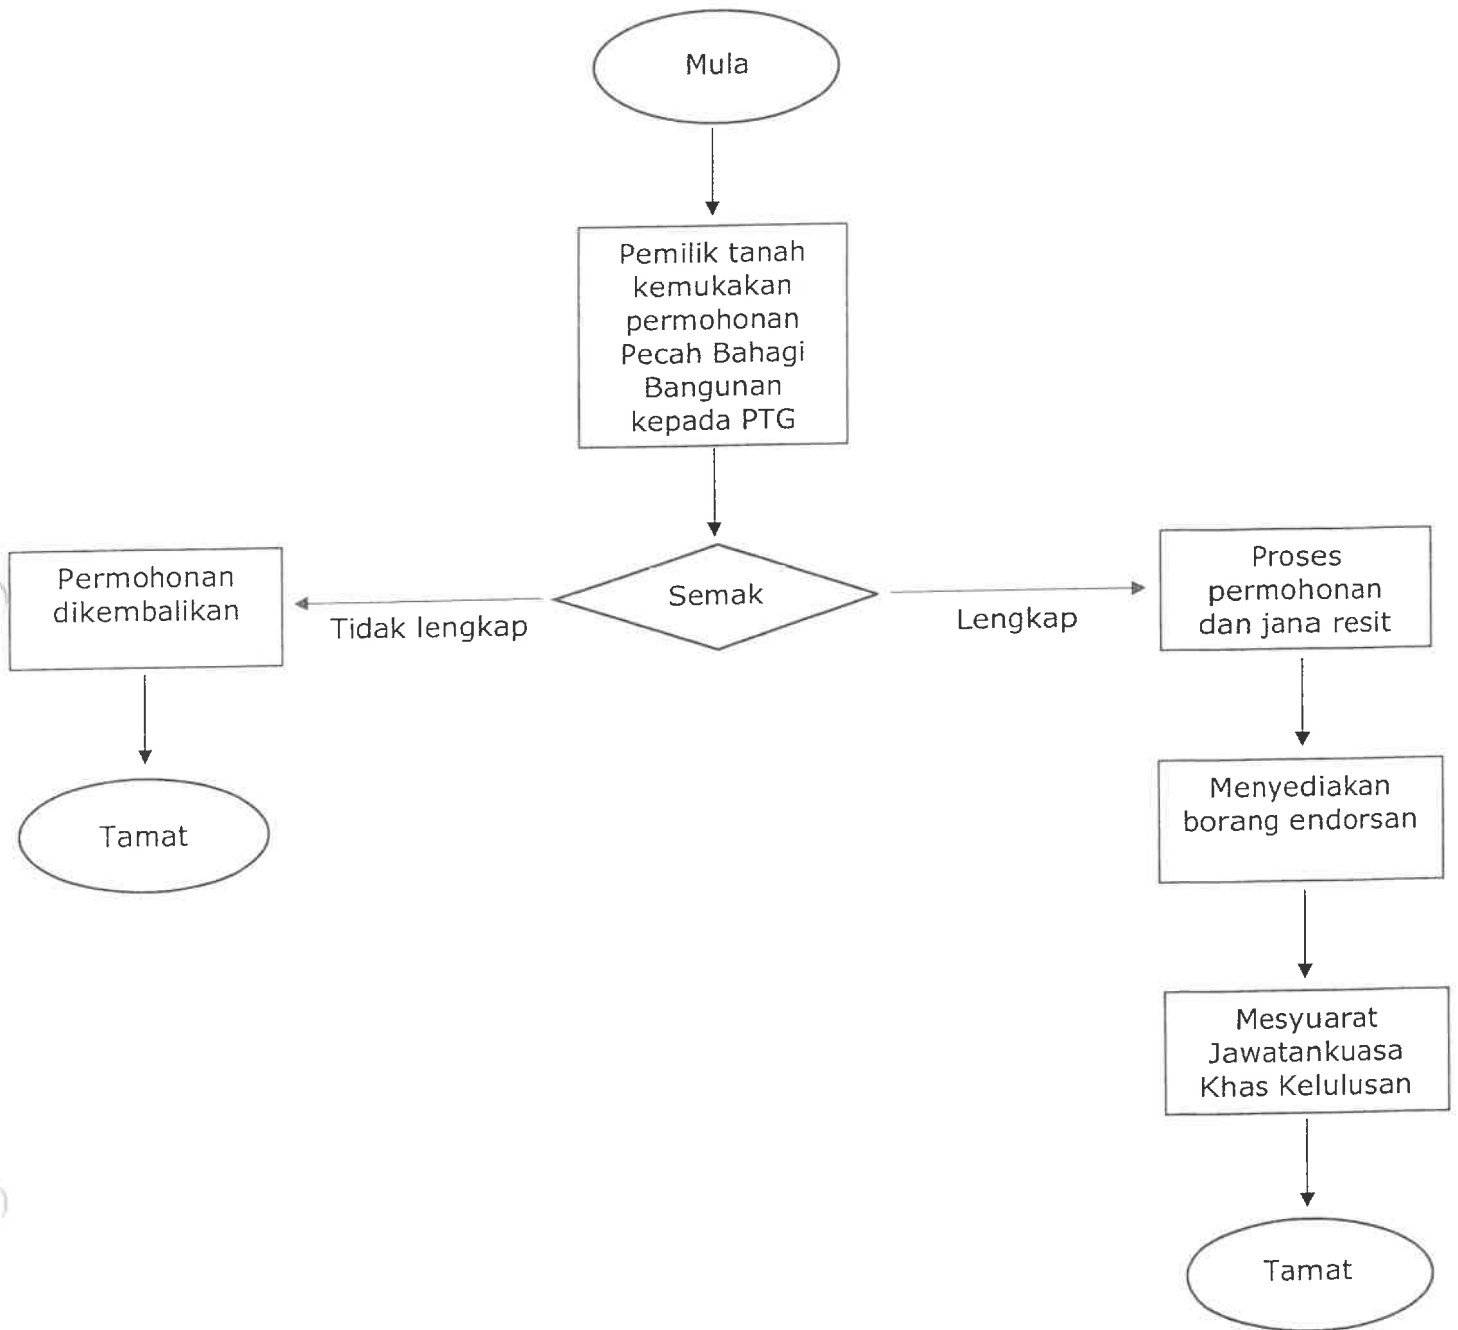 Mula
Pemilik tanah
kemukakan
permohonan
Pecah Bahagi
Bangunan
kepada PTG
Semak
Tidak lengkap
Permohonan
dikembalikan
Tamat
Lengkap
Proses
permohonan
dan jana resit
Menyediakan
borang endorsan
Mesyuarat
Jawatankuasa
Khas Kelulusan
Tamat